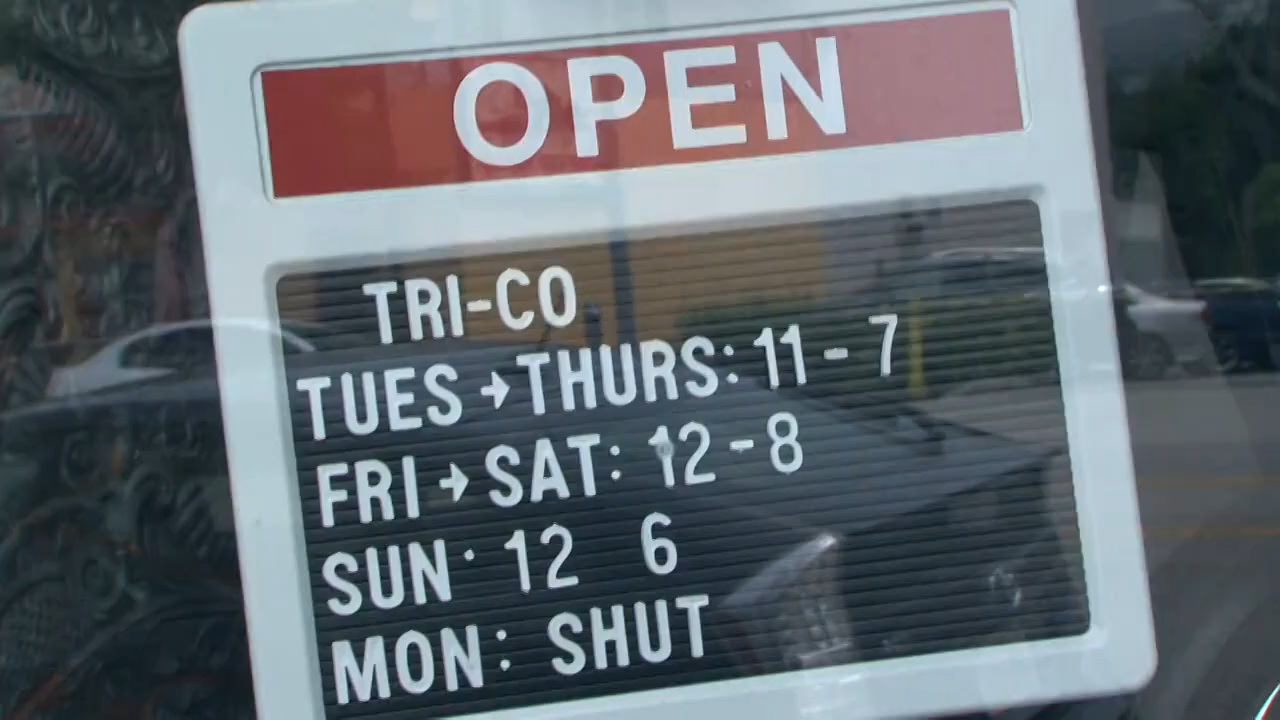 OPEN
TRI-CO
TUES→THURS: 11-7
FRI→SAT: 12-8
SUN· 12 6
MON: SHUT